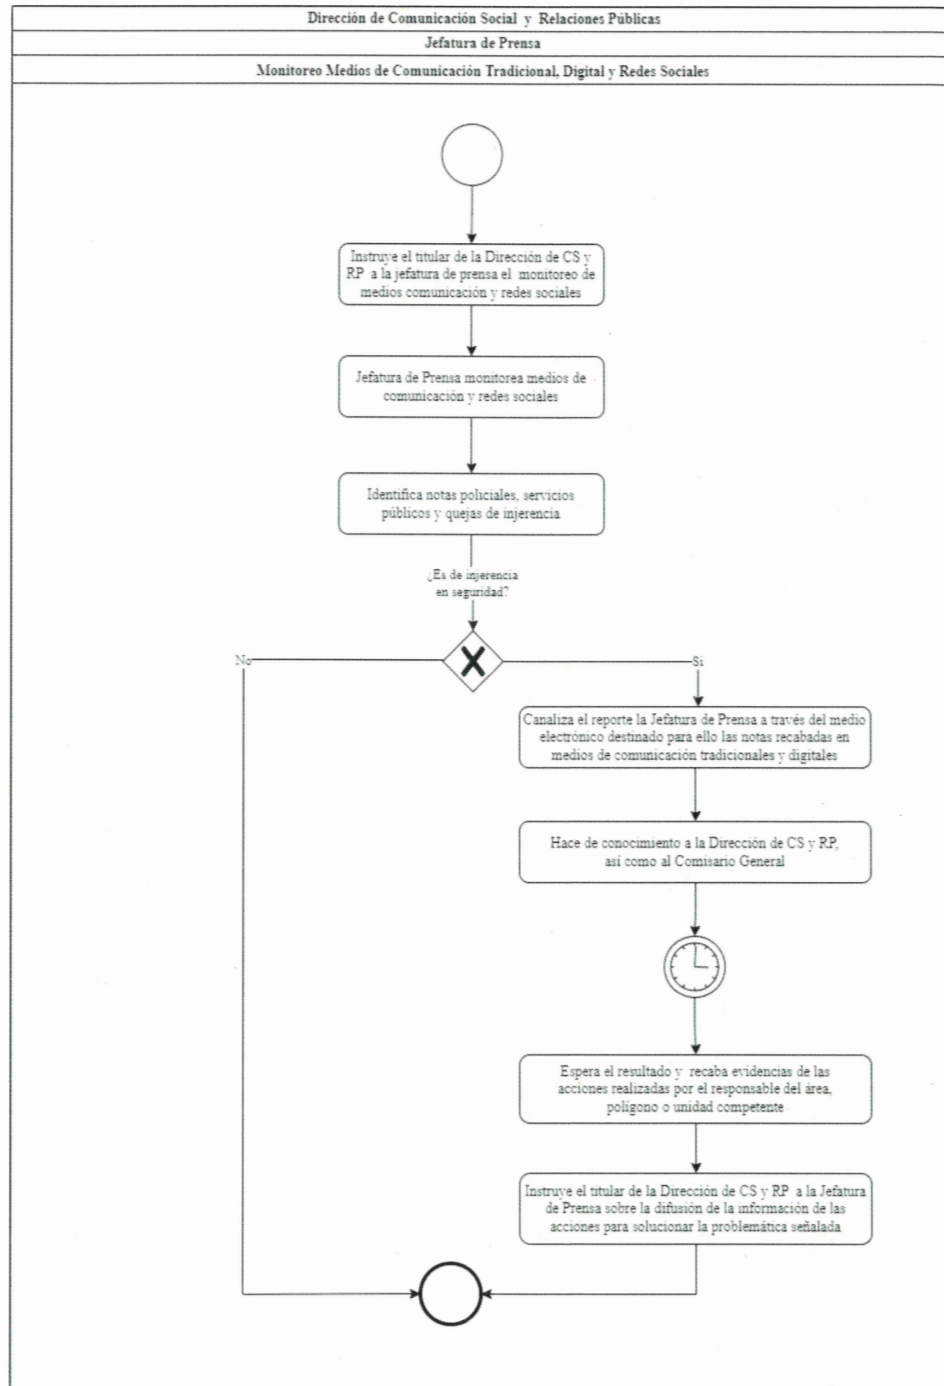 Dirección de Comunicación Social y Relaciones Públicas
Jefatura de Prensa
Monitoreo Medios de Comunicación Tradicional, Digital y Redes Sociales
Instruye el titular de la Dirección de CS y
RP a la jefatura de prensa el monitoreo de
medios comunicación y redes sociales
Jefatura de Prensa monitorea medios de
comunicación y redes sociales
Identifica notas policiales, servicios
públicos y quejas de injerencia
¿Es de injerencia
en seguridad?
No
Si
Canaliza el reporte la Jefatura de Prensa a través del medio
electrónico destinado para ello las notas recabadas en
medios de comunicación tradicionales y digitales
Hace de conocimiento a la Dirección de CS y RP,
así como al Comisario General
Espera el resultado y recaba evidencias de las
acciones realizadas por el responsable del área,
polígono o unidad competente
Instruye el titular de la Dirección de CS y RP a la Jefatura
de Prensa sobre la difusión de la información de las
acciones para solucionar la problemática señalada